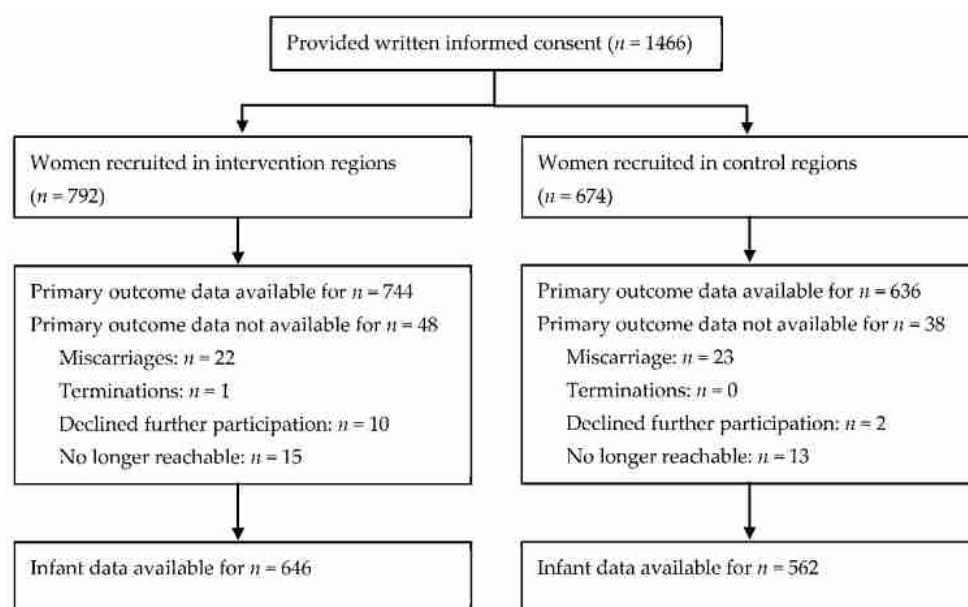 Provided written informed consent (n = 1466)
Women recruited in intervention regions
(n = 792)
Women recruited in control regions
(n = 674)
Primary outcome data available for n = 744
Primary outcome data not available for n = 48
Miscarriages: n = 22
Terminations: n = 1
Declined further participation: n = 10
No longer reachable: n = 15
Primary outcome data available for n = 636
Primary outcome data not available for n = 38
Miscarriage: n = 23
Terminations: n = 0
Declined further participation: n = 2
No longer reachable: n = 13
Infant data available for n = 646
Infant data available for n = 562